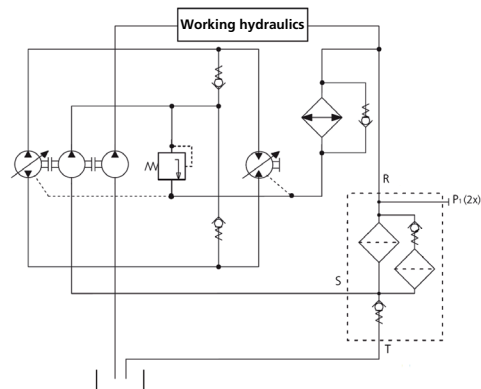 Working hydraulics
R
P₁ (2x)
S
T